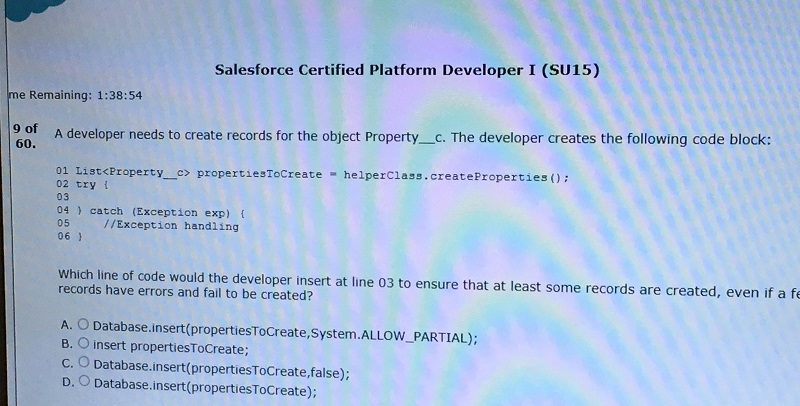 Salesforce Certified Platform Developer I (SU15)
me Remaining: 1:38:54
9 of
60.
A developer needs to create records for the object Property__c. The developer creates the following code block:
01 List<Property__c> propertiesToCreate = helperClass.createProperties();
02 try {
03
04 } catch (Exception exp) {
05 //Exception handling
06 }
Which line of code would the developer insert at line 03 to ensure that at least some records are created, even if a fe
records have errors and fail to be created?
A. Database.insert(propertiesToCreate,System.ALLOW_PARTIAL);
B. insert propertiesToCreate;
C. Database.insert(propertiesToCreate,false);
D. Database.insert(propertiesToCreate);